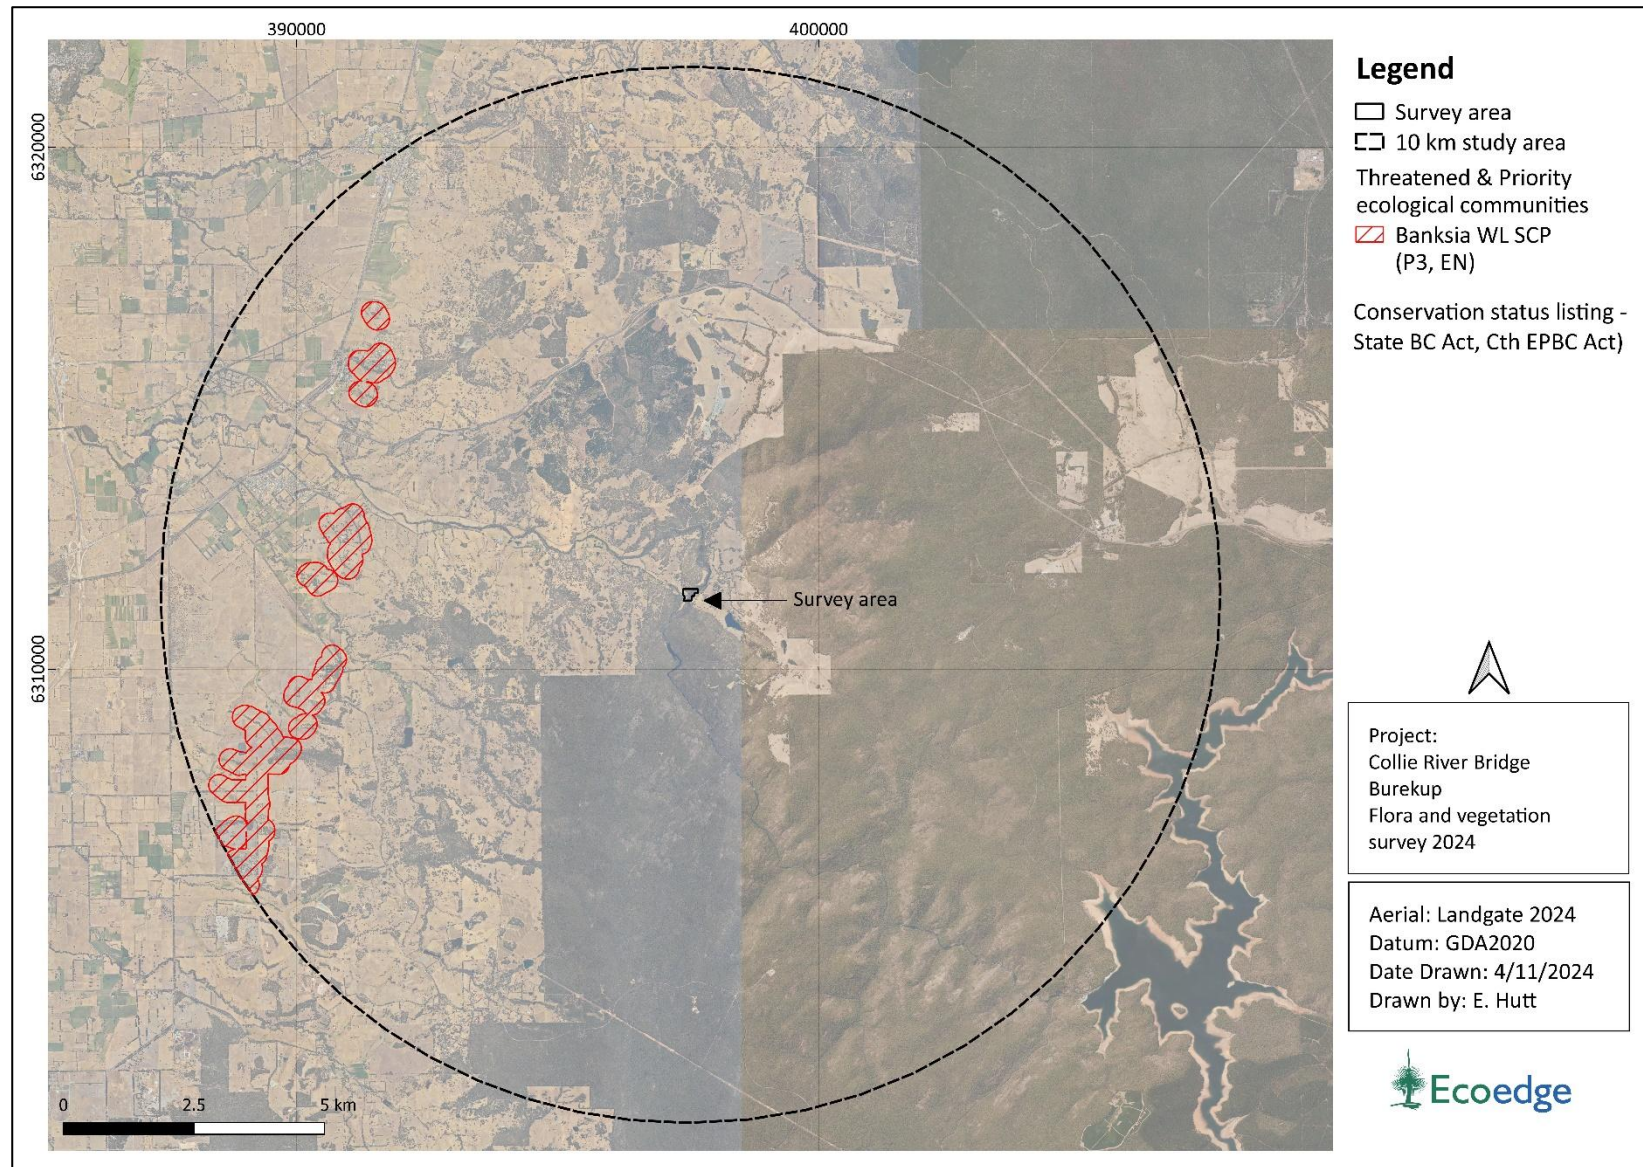 390000
400000
6320000
6310000
Survey area
0
2.5
5 km
Legend
Survey area
10 km study area
Threatened & Priority
ecological communities
Banksia WL SCP
(P3, EN)
Conservation status listing -
State BC Act, Cth EPBC Act)
Project:
Collie River Bridge
Burekup
Flora and vegetation
survey 2024
Aerial: Landgate 2024
Datum: GDA2020
Date Drawn: 4/11/2024
Drawn by: E. Hutt
Ecoedge